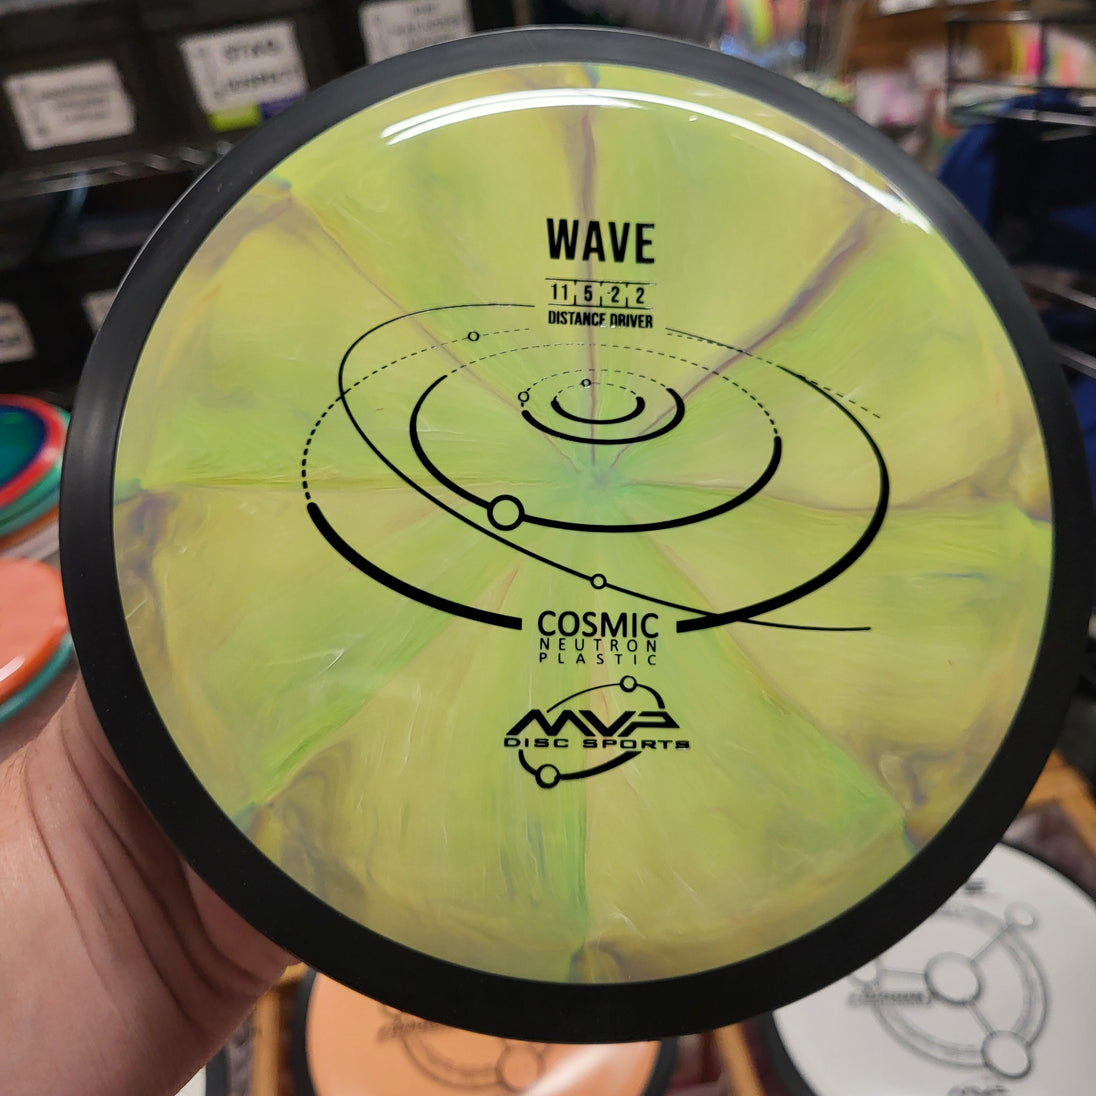 WAVE
11 5 -2 2
DISTANCE DRIVER
COSMIC
NEUTRON
PLASTIC
MVP
DISC SPORTS